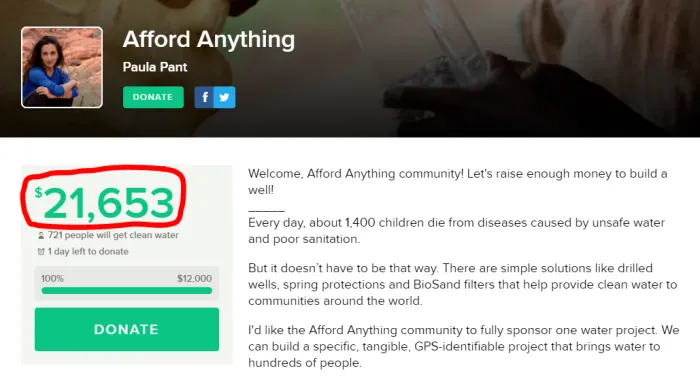 Afford Anything
Paula Pant
DONATE
Welcome, Afford Anything community! Let's raise enough money to build a
well!
_____
Every day, about 1,400 children die from diseases caused by unsafe water
and poor sanitation.
But it doesn’t have to be that way. There are simple solutions like drilled
wells, spring protections and BioSand filters that help provide clean water to
communities around the world.
I'd like the Afford Anything community to fully sponsor one water project. We
can build a specific, tangible, GPS-identifiable project that brings water to
hundreds of people.
$21,653
721 people will get clean water
1 day left to donate
100% $12,000
DONATE